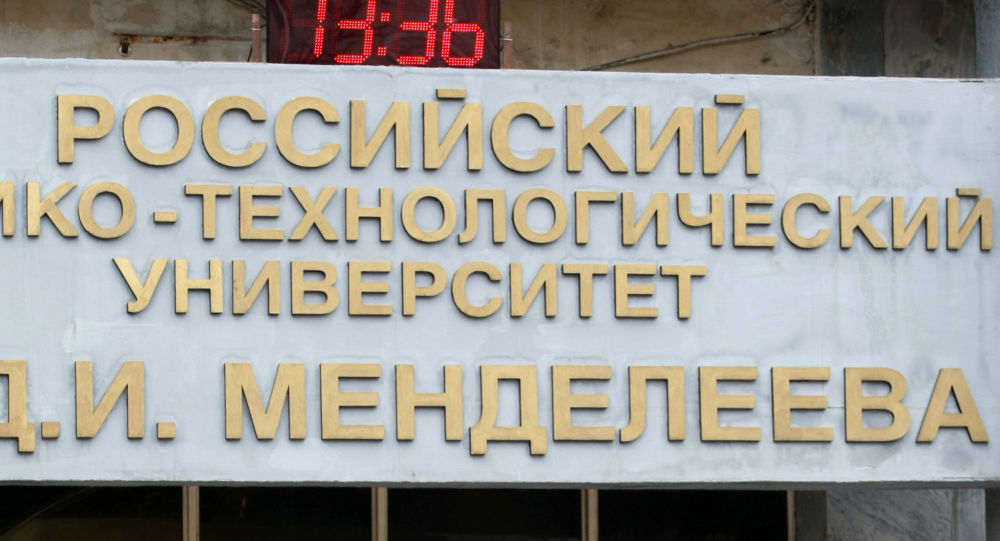 13:36
РОССИЙСКИЙ
ИКО-ТЕХНОЛОГИЧЕСКИЙ
УНИВЕРСИТЕТ
Д.И. МЕНДЕЛЕЕВА